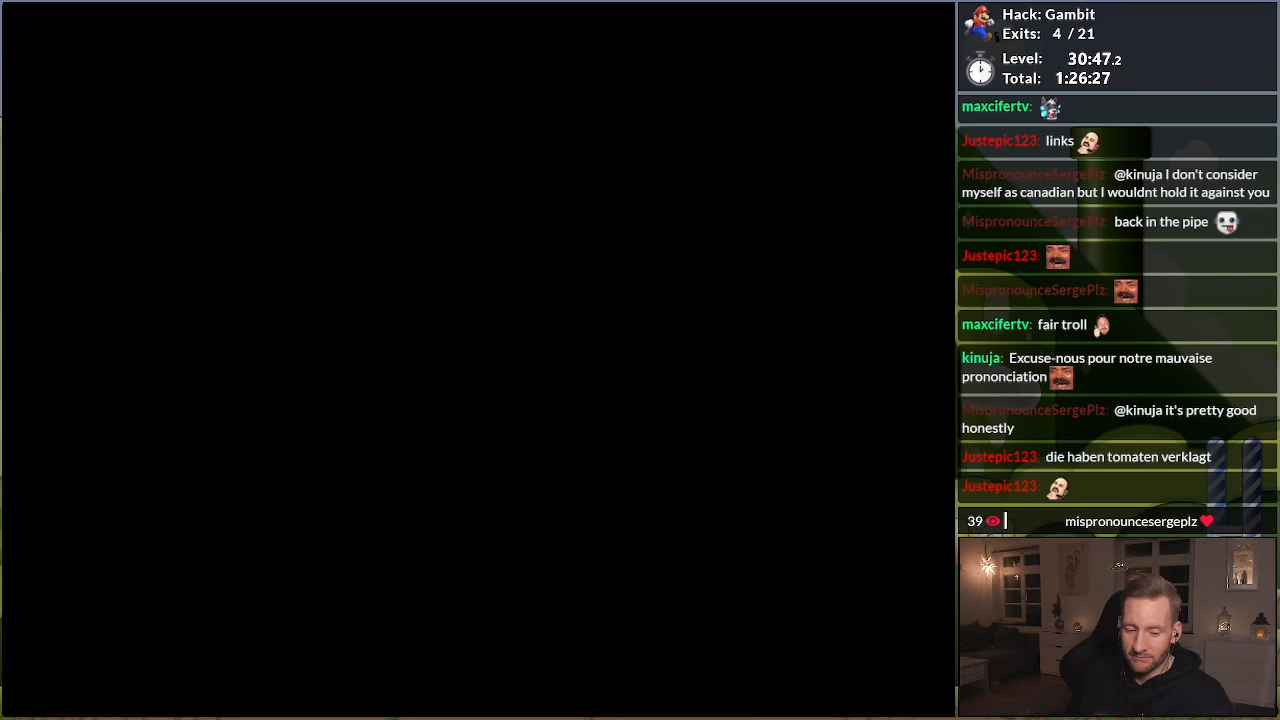 Hack: Gambit
Exits: 4 / 21
Level: 30:47.2
Total: 1:26:27
maxcifertv:
Justepic123: links
MispronounceSergePlz: @kinuja I don't consider
myself as canadian but I wouldnt hold it against you
MispronounceSergePlz: back in the pipe
Justepic123:
MispronounceSergePlz:
maxcifertv: fair troll
kinuja: Excuse-nous pour notre mauvaise
prononciation
MispronounceSergePlz: @kinuja it's pretty good
honestly
Justepic123: die haben tomaten verklagt
Justepic123:
39 mispronouncesergeplz